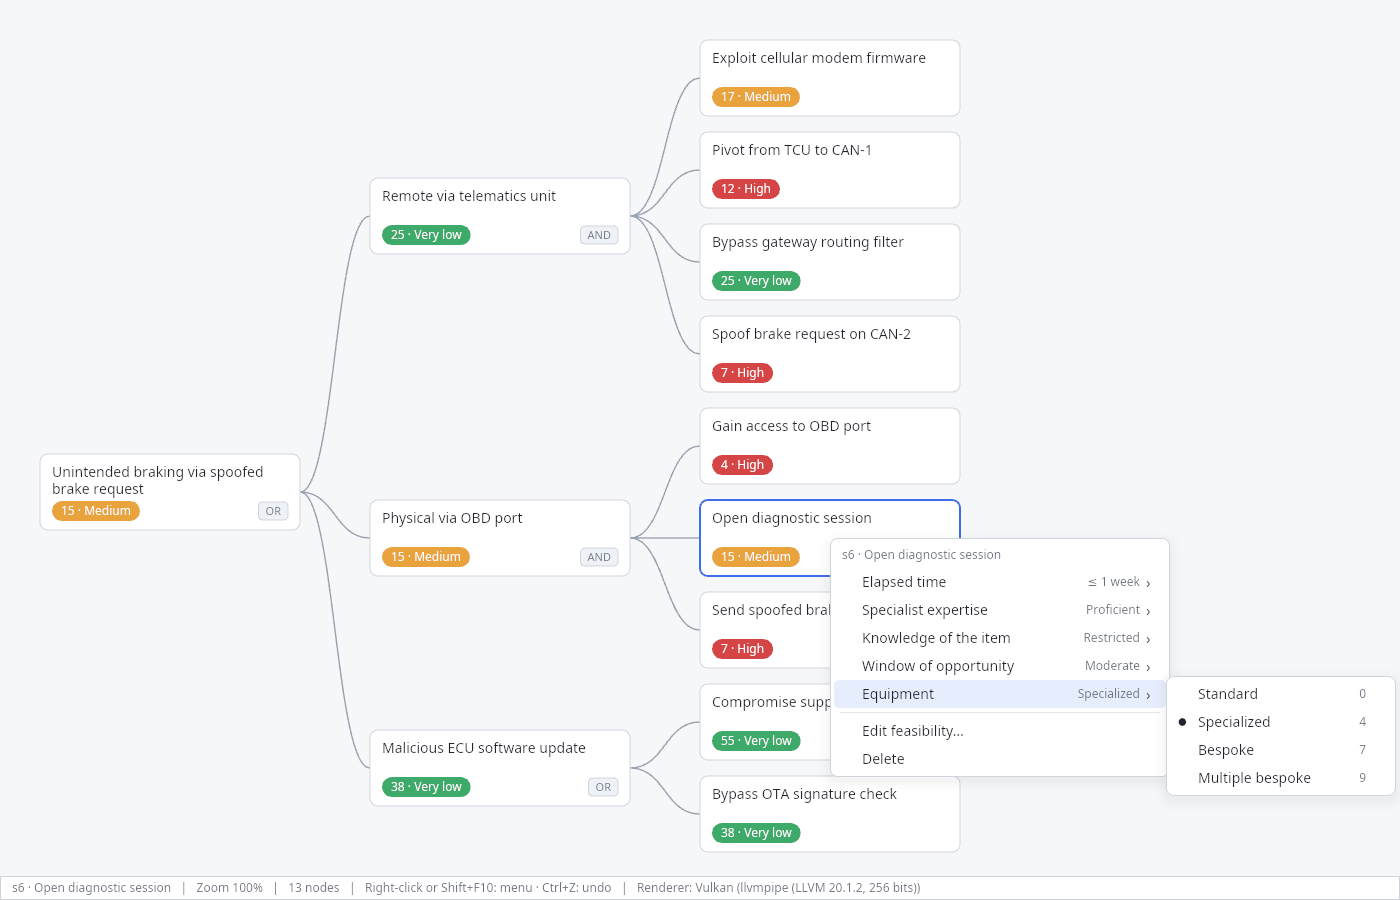 Exploit cellular modem firmware
17 · Medium
Pivot from TCU to CAN-1
12 · High
Remote via telematics unit
25 · Very low
AND
Bypass gateway routing filter
25 · Very low
Spoof brake request on CAN-2
7 · High
Gain access to OBD port
4 · High
Unintended braking via spoofed
brake request
15 · Medium
OR
Physical via OBD port
15 · Medium
AND
Open diagnostic session
15 · Medium
Send spoofed
7 · High
Compromise
55 · Very low
Malicious ECU software update
38 · Very low
OR
Bypass OTA signature check
38 · Very low
s6 · Open diagnostic session
Elapsed time ≤ 1 week ›
Specialist expertise Proficient ›
Knowledge of the item Restricted ›
Window of opportunity Moderate ›
Equipment Specialized ›
Edit feasibility...
Delete
Standard 0
Specialized 4
Bespoke 7
Multiple bespoke 9
s6 · Open diagnostic session | Zoom 100% | 13 nodes | Right-click or Shift+F10: menu · Ctrl+Z: undo | Renderer: Vulkan (llvmpipe (LLVM 20.1.2, 256 bits))